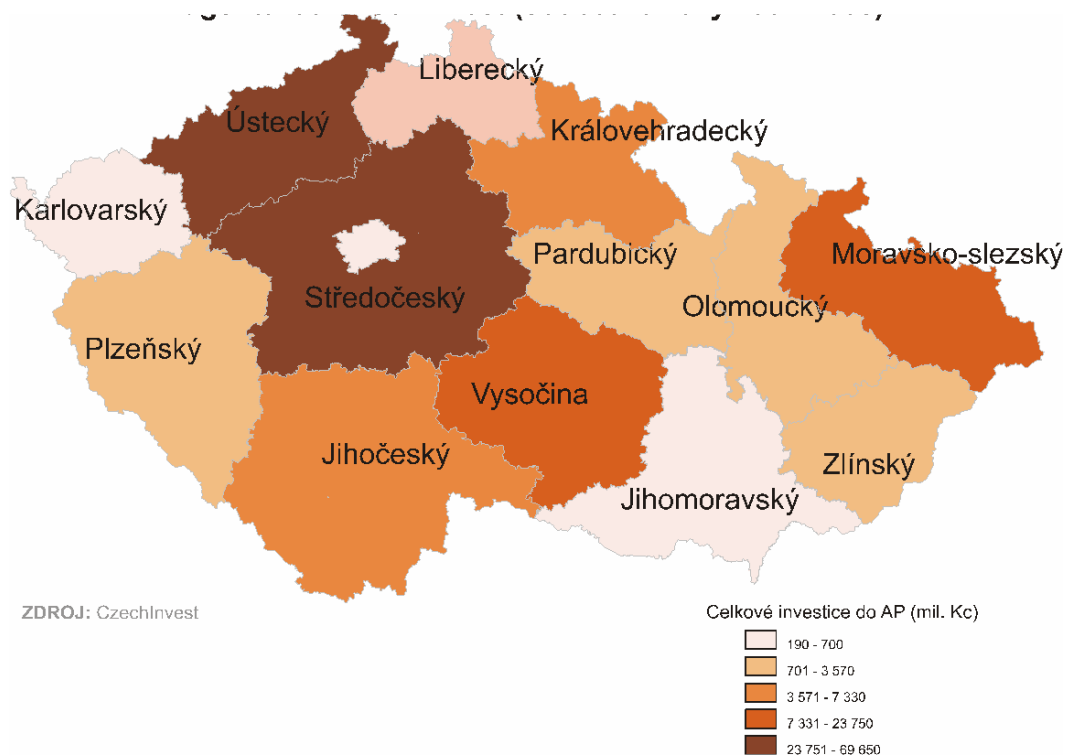 Liberecký
Ústecký
Královehradecký
Karlovarský
Pardubický
Moravsko-slezský
Středočeský
Olomoucký
Plzeňský
Vysočina
Jihočeský
Zlínský
Jihomoravský
ZDROJ: CzechInvest
Celkové investice do AP (mil. Kc)
190 - 700
701 - 3 570
3 571 - 7 330
7 331 - 23 750
23 751 - 69 650